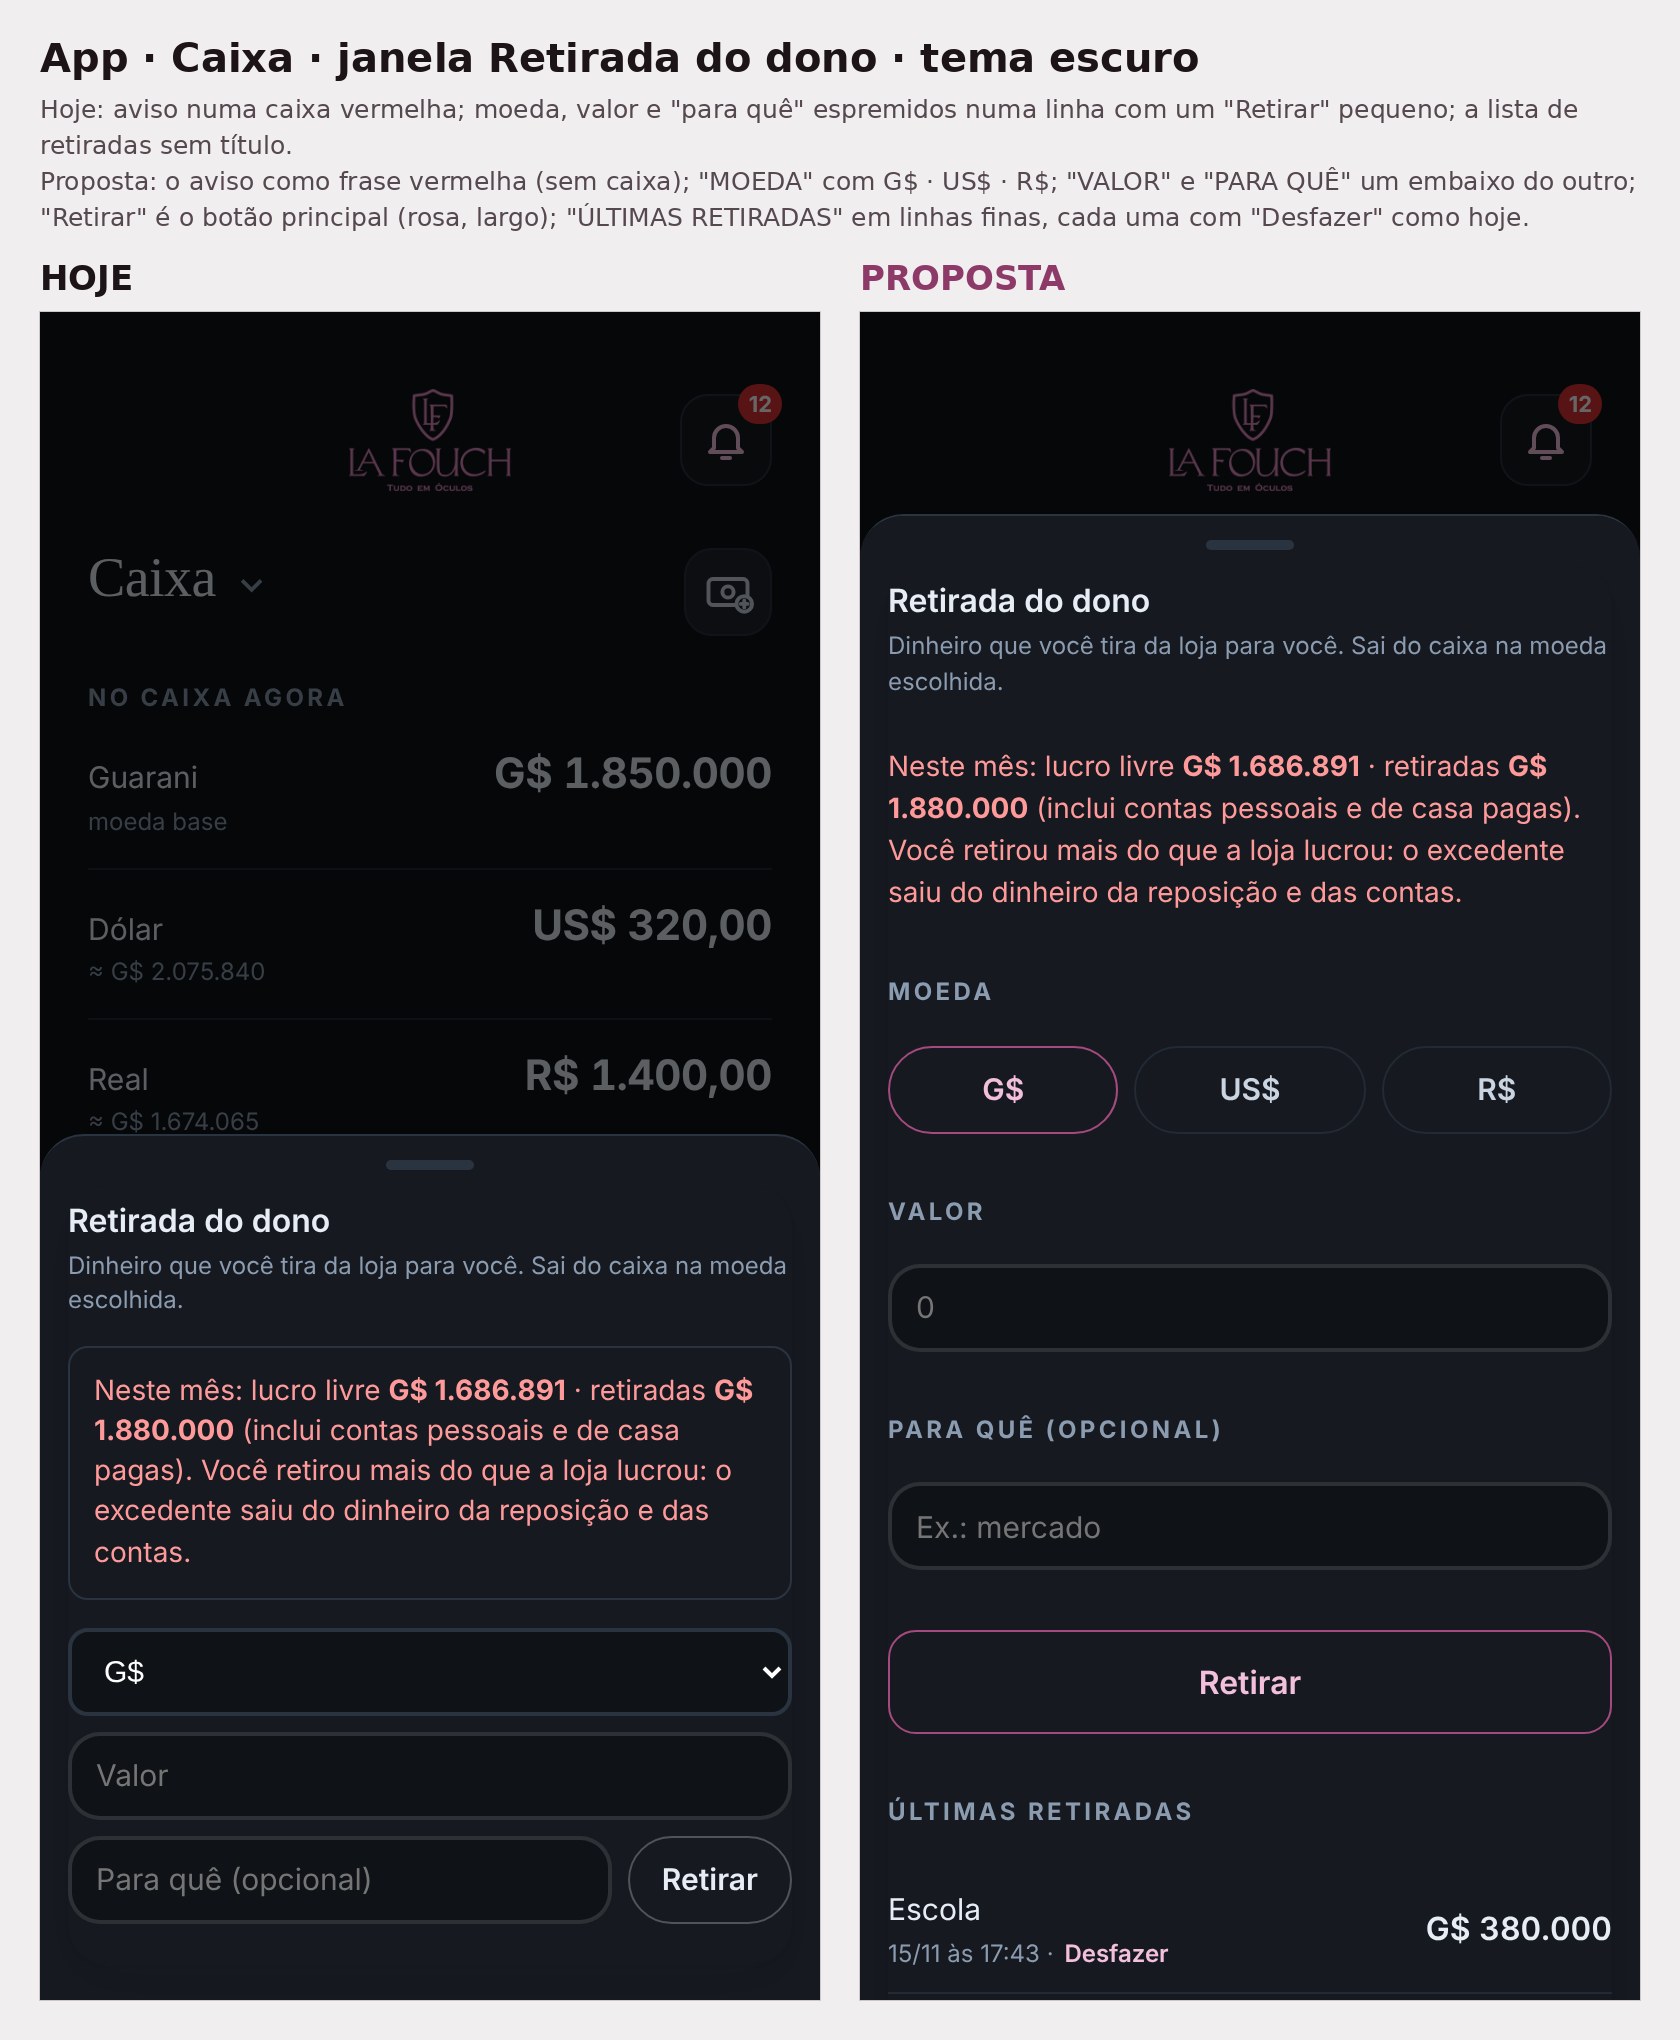 App · Caixa · janela Retirada do dono · tema escuro
Hoje: aviso numa caixa vermelha; moeda, valor e "para quê" espremidos numa linha com um "Retirar" pequeno; a lista de
retiradas sem título.
Proposta: o aviso como frase vermelha (sem caixa); "MOEDA" com G$ · US$ · R$; "VALOR" e "PARA QUÊ" um embaixo do outro;
"Retirar" é o botão principal (rosa, largo); "ÚLTIMAS RETIRADAS" em linhas finas, cada uma com "Desfazer" como hoje.
HOJE
12
LF
LA FOUCH
TUDO EM ÓCULOS
Caixa
NO CAIXA AGORA
Guarani
G$ 1.850.000
moeda base
Dólar
US$ 320,00
≈ G$ 2.075.840
Real
R$ 1.400,00
≈ G$ 1.674.065
Retirada do dono
Dinheiro que você tira da loja para você. Sai do caixa na moeda
escolhida.
Neste mês: lucro livre G$ 1.686.891 · retiradas G$
1.880.000 (inclui contas pessoais e de casa
pagas). Você retirou mais do que a loja lucrou: o
excedente saiu do dinheiro da reposição e das
contas.
G$
Valor
Para quê (opcional)
Retirar
PROPOSTA
12
LF
LA FOUCH
TUDO EM ÓCULOS
Retirada do dono
Dinheiro que você tira da loja para você. Sai do caixa na moeda
escolhida.
Neste mês: lucro livre G$ 1.686.891 · retiradas G$
1.880.000 (inclui contas pessoais e de casa pagas).
Você retirou mais do que a loja lucrou: o excedente
saiu do dinheiro da reposição e das contas.
MOEDA
G$
US$
R$
VALOR
0
PARA QUÊ (OPCIONAL)
Ex.: mercado
Retirar
ÚLTIMAS RETIRADAS
Escola
G$ 380.000
15/11 às 17:43 · Desfazer